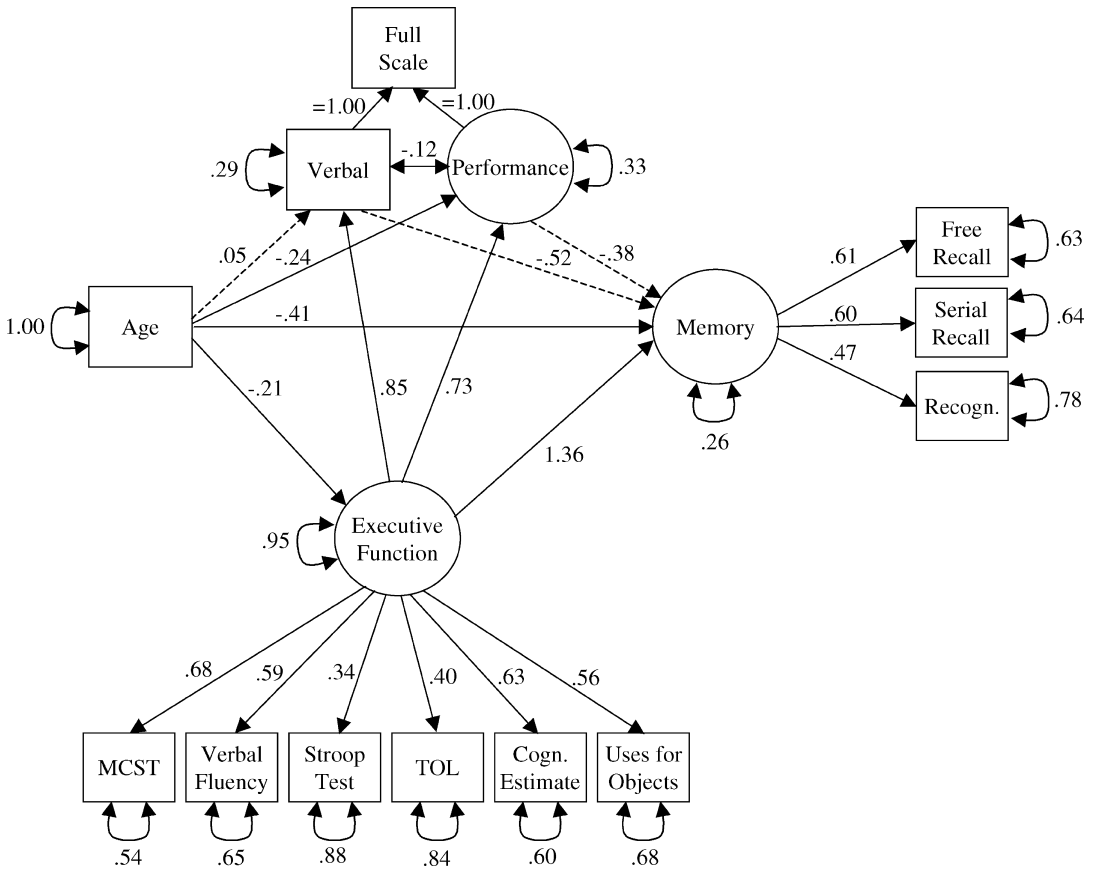 Full
Scale
=1.00
=1.00
.29
Verbal
-.12
Performance
.33
.05
-.24
-.52
-.38
Free
Recall
.63
.61
1.00
Age
-.41
Memory
.60
Serial
Recall
.64
.47
Recogn.
.78
.26
-.21
.85
.73
1.36
.95
Executive
Function
.68
.59
.34
.40
.63
.56
MCST
Verbal
Fluency
Stroop
Test
TOL
Cogn.
Estimate
Uses for
Objects
.54
.65
.88
.84
.60
.68